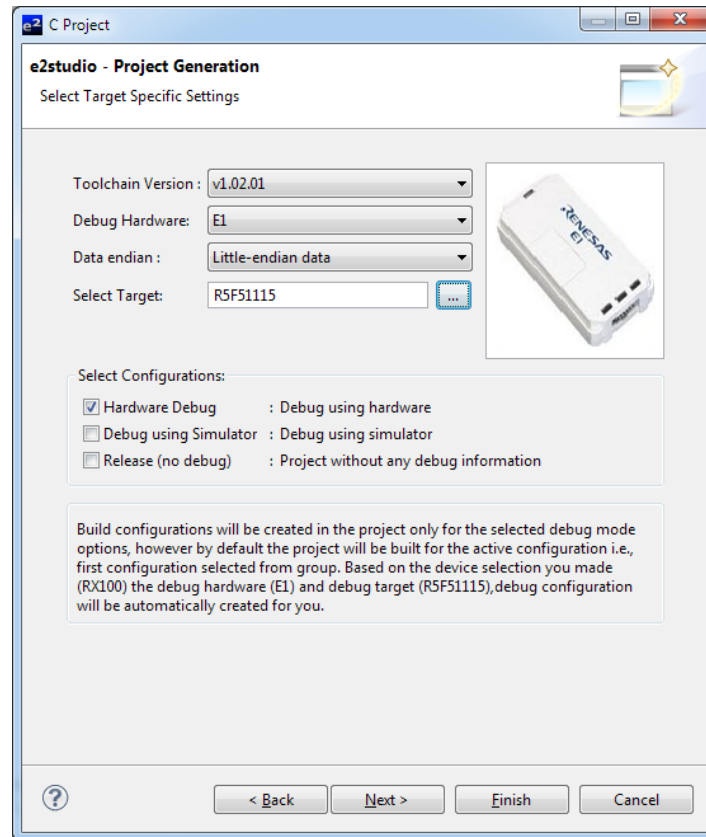 e² C Project
e2studio - Project Generation
Select Target Specific Settings
Toolchain Version : v1.02.01
Debug Hardware: E1
Data endian : Little-endian data
Select Target: R5F51115 ...
RENESAS
E1
Select Configurations:
Hardware Debug : Debug using hardware
Debug using Simulator : Debug using simulator
Release (no debug) : Project without any debug information
Build configurations will be created in the project only for the selected debug mode
options, however by default the project will be built for the active configuration i.e.,
first configuration selected from group. Based on the device selection you made
(RX100) the debug hardware (E1) and debug target (R5F51115),debug configuration
will be automatically created for you.
? < Back Next > Finish Cancel